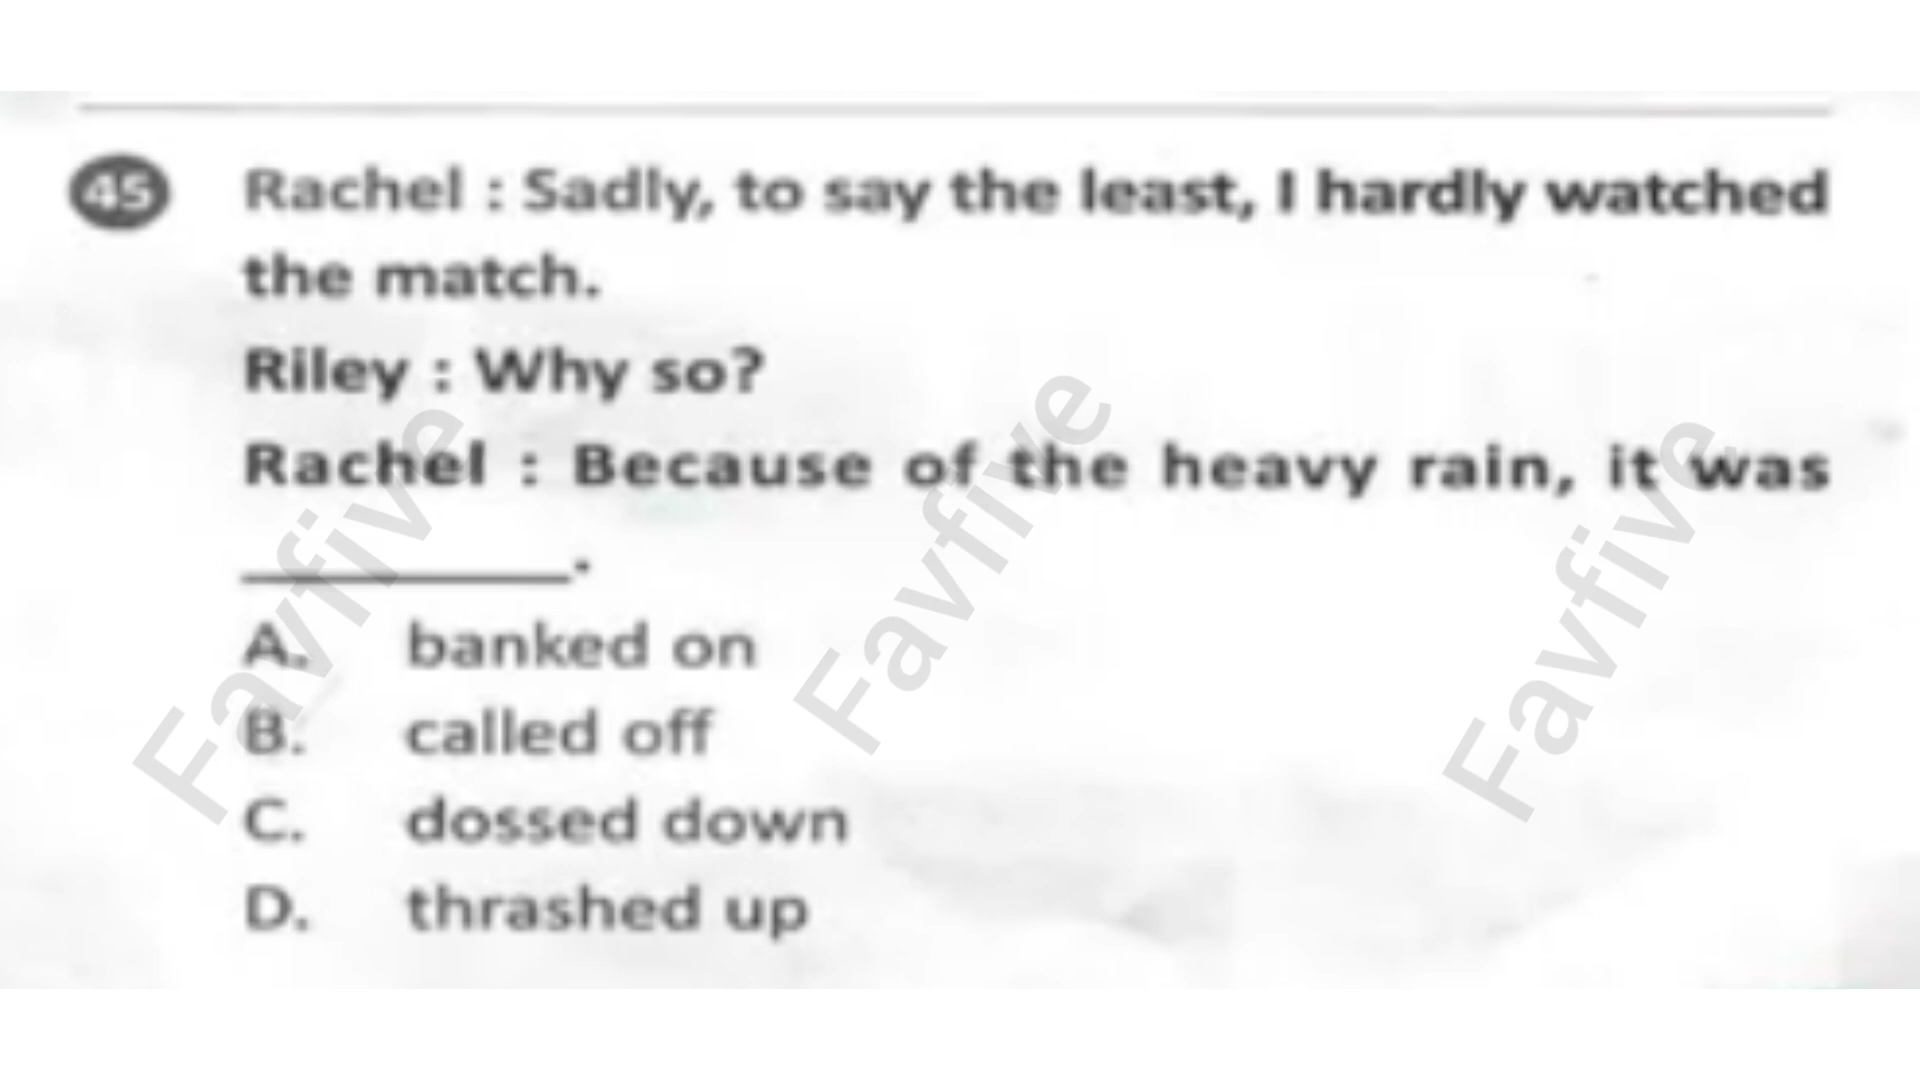 45 Rachel : Sadly, to say the least, I hardly watched
the match.
Riley : Why so?
Rachel : Because of the heavy rain, it was
__________.
A. banked on
B. called off
C. dossed down
D. thrashed up
Favfive
Favfive
Favfive